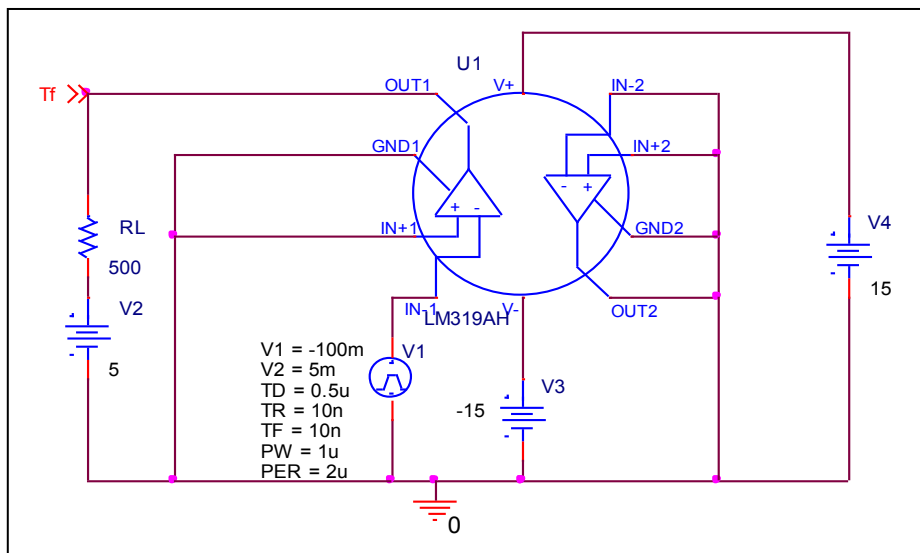 U1
Tf
OUT1
V+
IN-2
GND1
IN+2
- +
RL
500
+ -
IN+1
GND2
V4
15
V2
5
IN-1
V-
OUT2
LM319AH
V1 = -100m
V2 = 5m
TD = 0.5u
TR = 10n
TF = 10n
PW = 1u
PER = 2u
V1
V3
-15
0